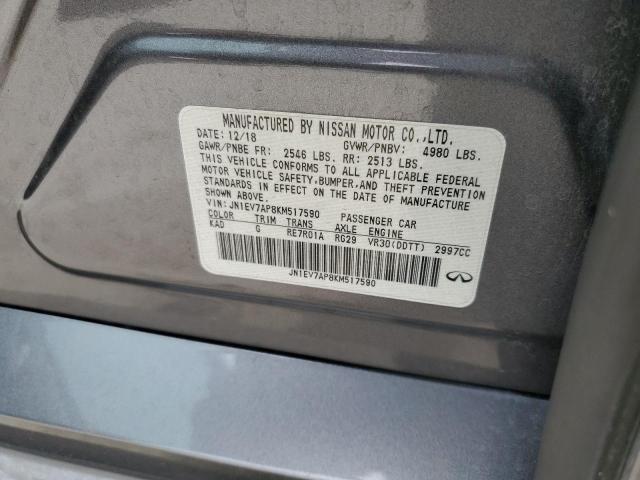 MANUFACTURED BY NISSAN MOTOR CO.,LTD.
DATE: 12/18 GVWR/PNBV: 4980 LBS.
GAWR/PNBE FR: 2546 LBS. RR: 2513 LBS.
THIS VEHICLE CONFORMS TO ALL APPLICABLE FEDERAL
MOTOR VEHICLE SAFETY,BUMPER,AND THEFT PREVENTION
STANDARDS IN EFFECT ON THE DATE OF MANUFACTURE
SHOWN ABOVE.
VIN: JN1EV7AP8KM517590 PASSENGER CAR
COLOR TRIM TRANS AXLE ENGINE
KAD G RE7R01A RG29 VR30(DDTT) 2997CC
JN1EV7AP8KM517590